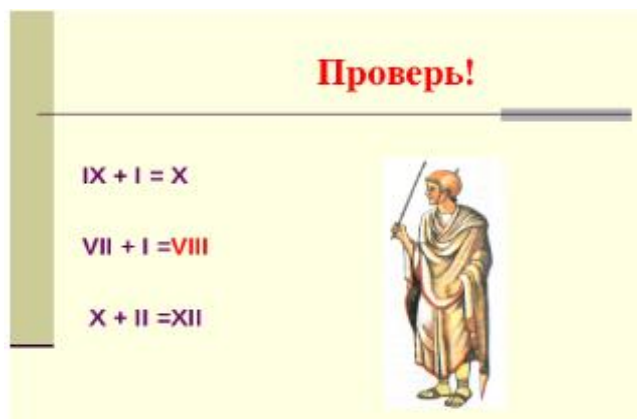 Проверь!
IX + I = X
VII + I =VIII
X + II =XII